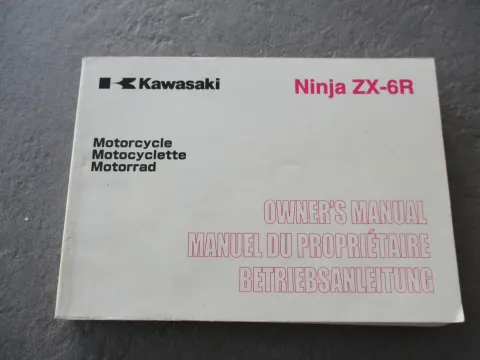 Kawasaki
Ninja ZX-6R
Motorcycle
Motocyclette
Motorrad
OWNER'S MANUAL
MANUEL DU PROPRIÉTAIRE
BETRIEBSANLEITUNG